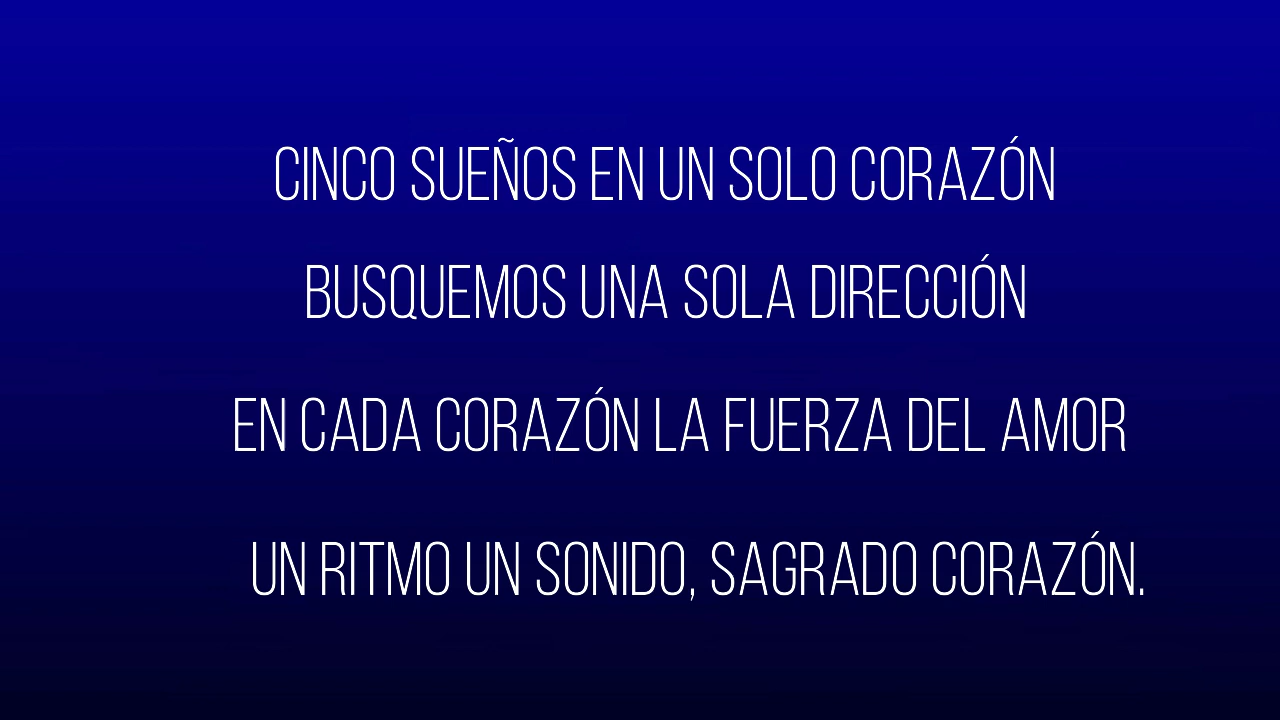 CINCO SUEÑOS EN UN SOLO CORAZÓN
BUSQUEMOS UNA SOLA DIRECCIÓN
EN CADA CORAZÓN LA FUERZA DEL AMOR
UN RITMO UN SONIDO, SAGRADO CORAZÓN.